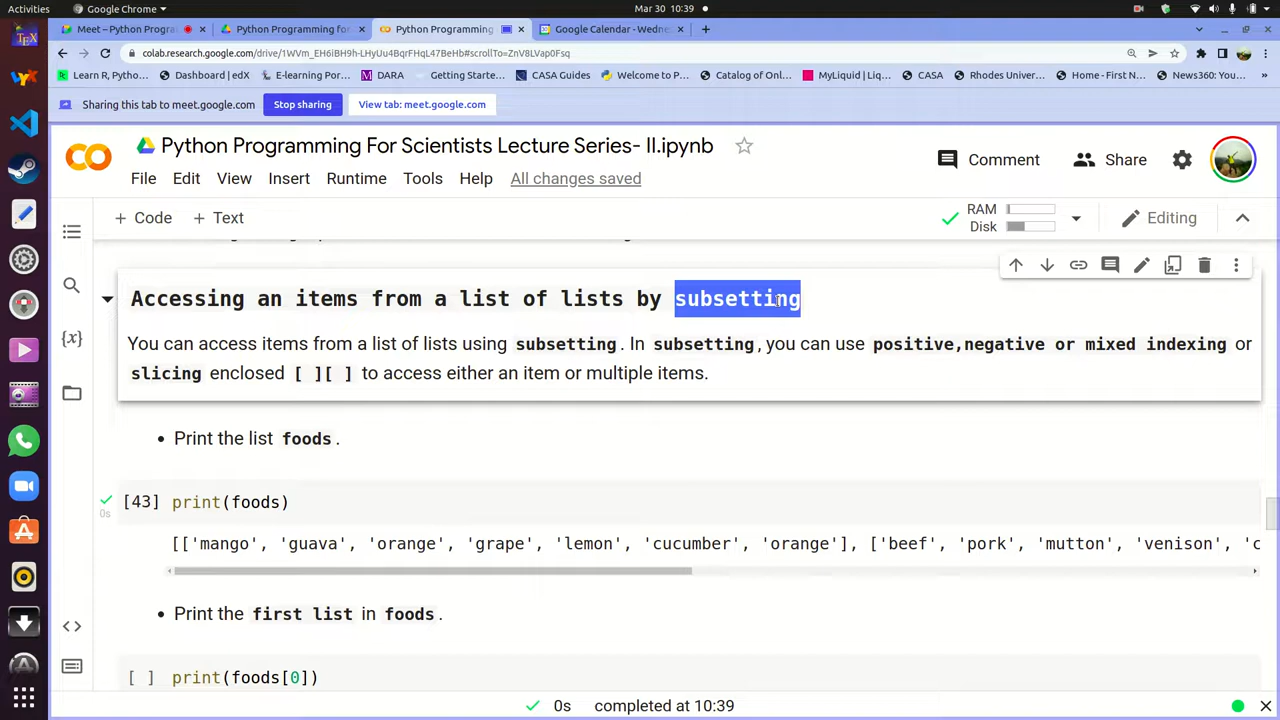 Activities
Google Chrome
Mar 30 10:39
Meet – Python Progra
Python Programming fo
Python Programming
Google Calendar - Wedne
colab.research.google.com/drive/1WVm_EH6iBH9h-LHyUu4BqrFHqL47BeHb#scrollTo=ZnV8LVap0Fsq
Learn R, Pytho...
Dashboard | edX
E-learning Por...
DARA
Getting Starte...
CASA Guides
Welcome to P...
Catalog of Onl...
MyLiquid | Liq...
CASA
Rhodes Univer...
Home - First N...
News360: You...
Sharing this tab to meet.google.com
Stop sharing
View tab: meet.google.com
Python Programming For Scientists Lecture Series- II.ipynb
Comment
Share
File Edit View Insert Runtime Tools Help All changes saved
+ Code + Text
RAM
Disk
Editing
Accessing an items from a list of lists by subsetting
You can access items from a list of lists using subsetting. In subsetting, you can use positive,negative or mixed indexing or
slicing enclosed [ ][ ] to access either an item or multiple items.
• Print the list foods.
[43] print(foods)
0s
[['mango', 'guava', 'orange', 'grape', 'lemon', 'cucumber', 'orange'], ['beef', 'pork', 'mutton', 'venison', 'c
• Print the first list in foods.
[ ] print(foods[0])
0s completed at 10:39